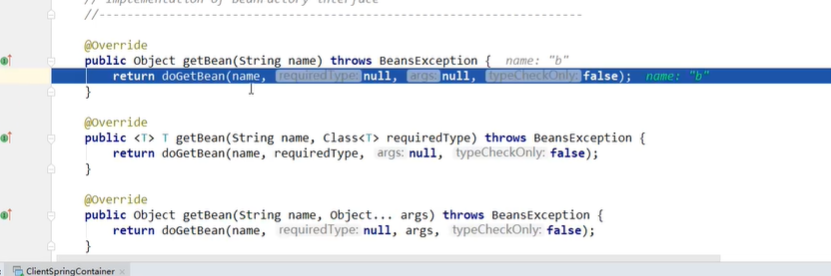 // Implementation of BeanFactory interface
//---------------------------------------------------------------------
@Override
public Object getBean(String name) throws BeansException {  name: "b"
return doGetBean(name,  requiredType: null,  args: null,  typeCheckOnly: false);  name: "b"
}
@Override
public <T> T getBean(String name, Class<T> requiredType) throws BeansException {
return doGetBean(name, requiredType,  args: null,  typeCheckOnly: false);
}
@Override
public Object getBean(String name, Object... args) throws BeansException {
return doGetBean(name,  requiredType: null, args,  typeCheckOnly: false);
}
ClientSpringContainer ×